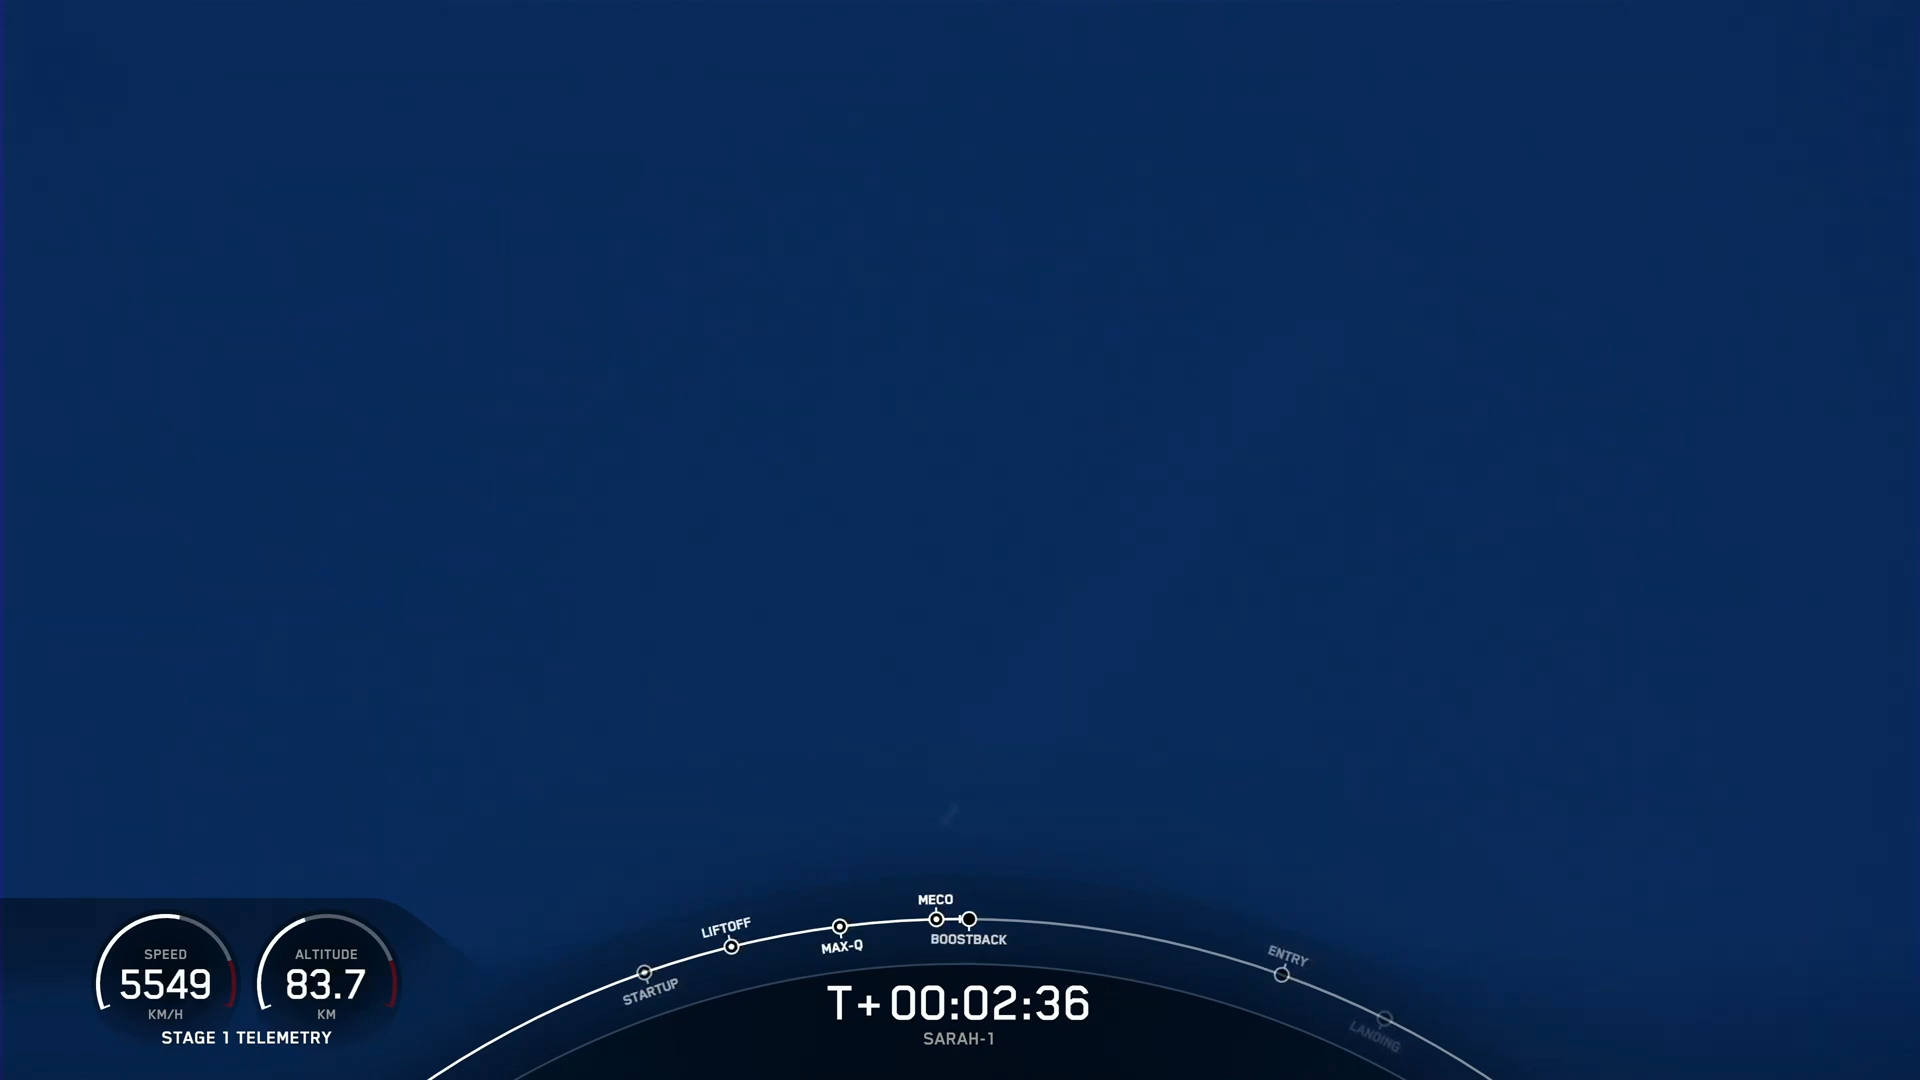 MECO
LIFTOFF
MAX-Q
BOOSTBACK
ENTRY
STARTUP
LANDING
SPEED
5549
KM/H
ALTITUDE
83.7
KM
STAGE 1 TELEMETRY
T+00:02:36
SARAH-1